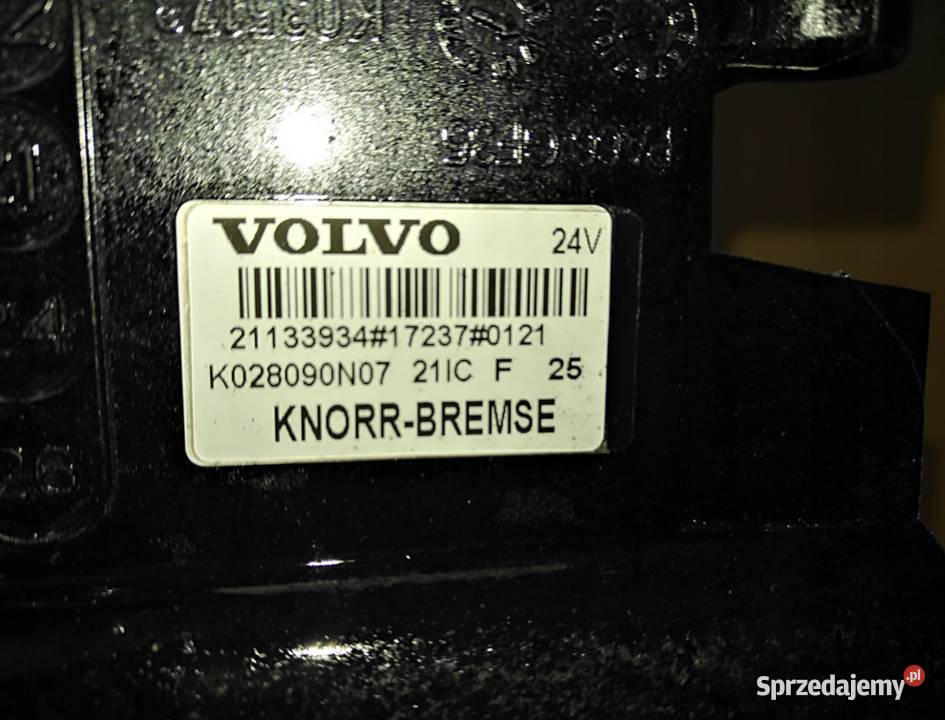 VOLVO 24V
21133934#17237#0121
K028090N07 21IC F 25
KNORR-BREMSE
Sprzedajemy.pl